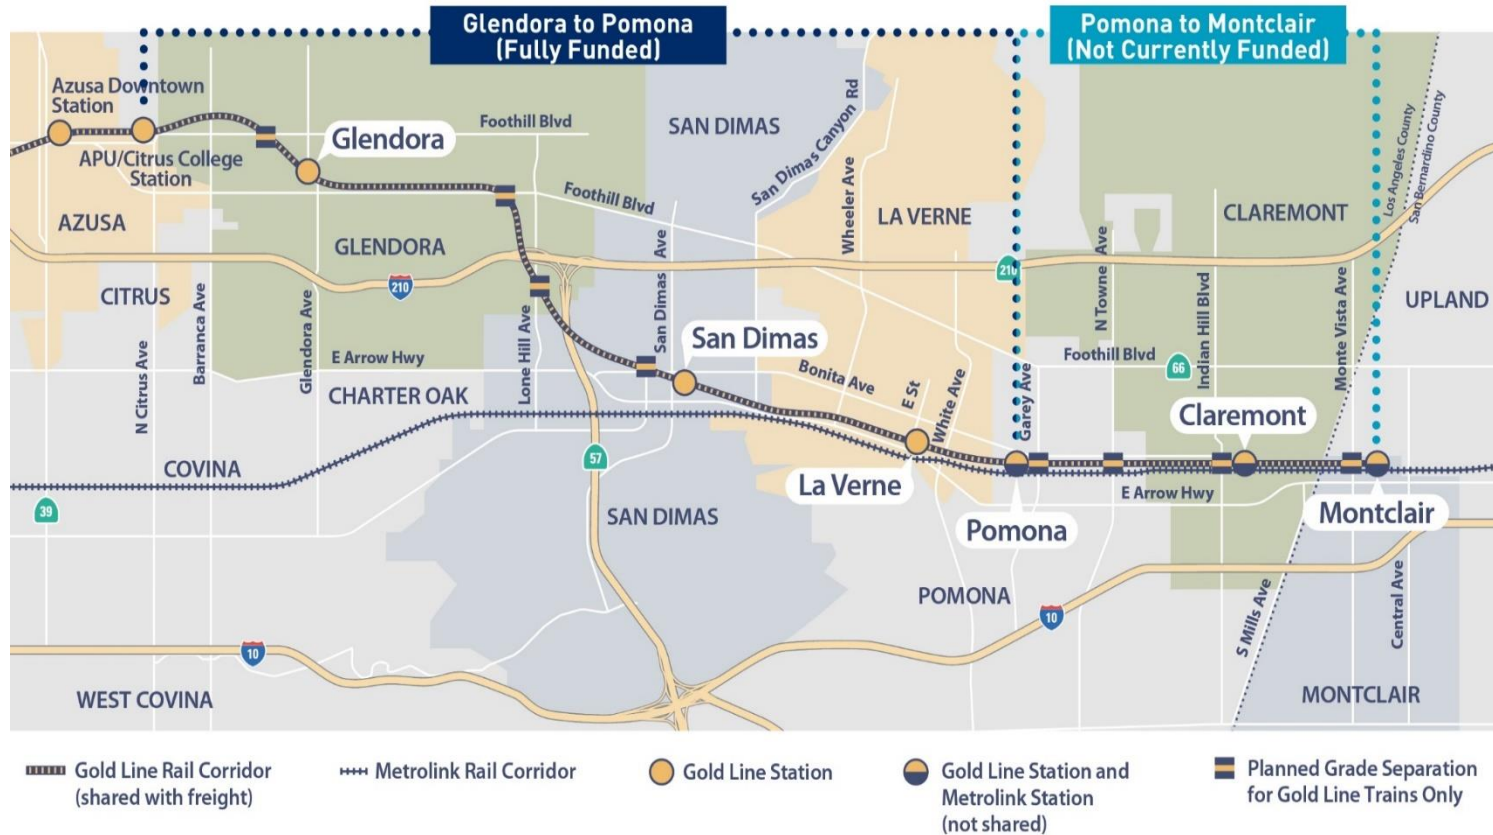 Glendora to Pomona
(Fully Funded)
Pomona to Montclair
(Not Currently Funded)
Azusa Downtown
Station
APU/Citrus College
Station
Glendora
Foothill Blvd
SAN DIMAS
San Dimas Canyon Rd
Wheeler Ave
LA VERNE
Los Angeles County
San Bernardino County
CLAREMONT
AZUSA
GLENDORA
Foothill Blvd
210
210
CITRUS
UPLAND
N Citrus Ave
Barranca Ave
Glendora Ave
Lone Hill Ave
San Dimas Ave
N Towne Ave
Indian Hill Blvd
Monte Vista Ave
E Arrow Hwy
CHARTER OAK
San Dimas
Bonita Ave
E St
White Ave
Garey Ave
Foothill Blvd
66
Claremont
COVINA
57
La Verne
E Arrow Hwy
39
SAN DIMAS
Pomona
Montclair
POMONA
10
10
S Mills Ave
Central Ave
WEST COVINA
MONTCLAIR
Gold Line Rail Corridor
(shared with freight)
Metrolink Rail Corridor
Gold Line Station
Gold Line Station and
Metrolink Station
(not shared)
Planned Grade Separation
for Gold Line Trains Only